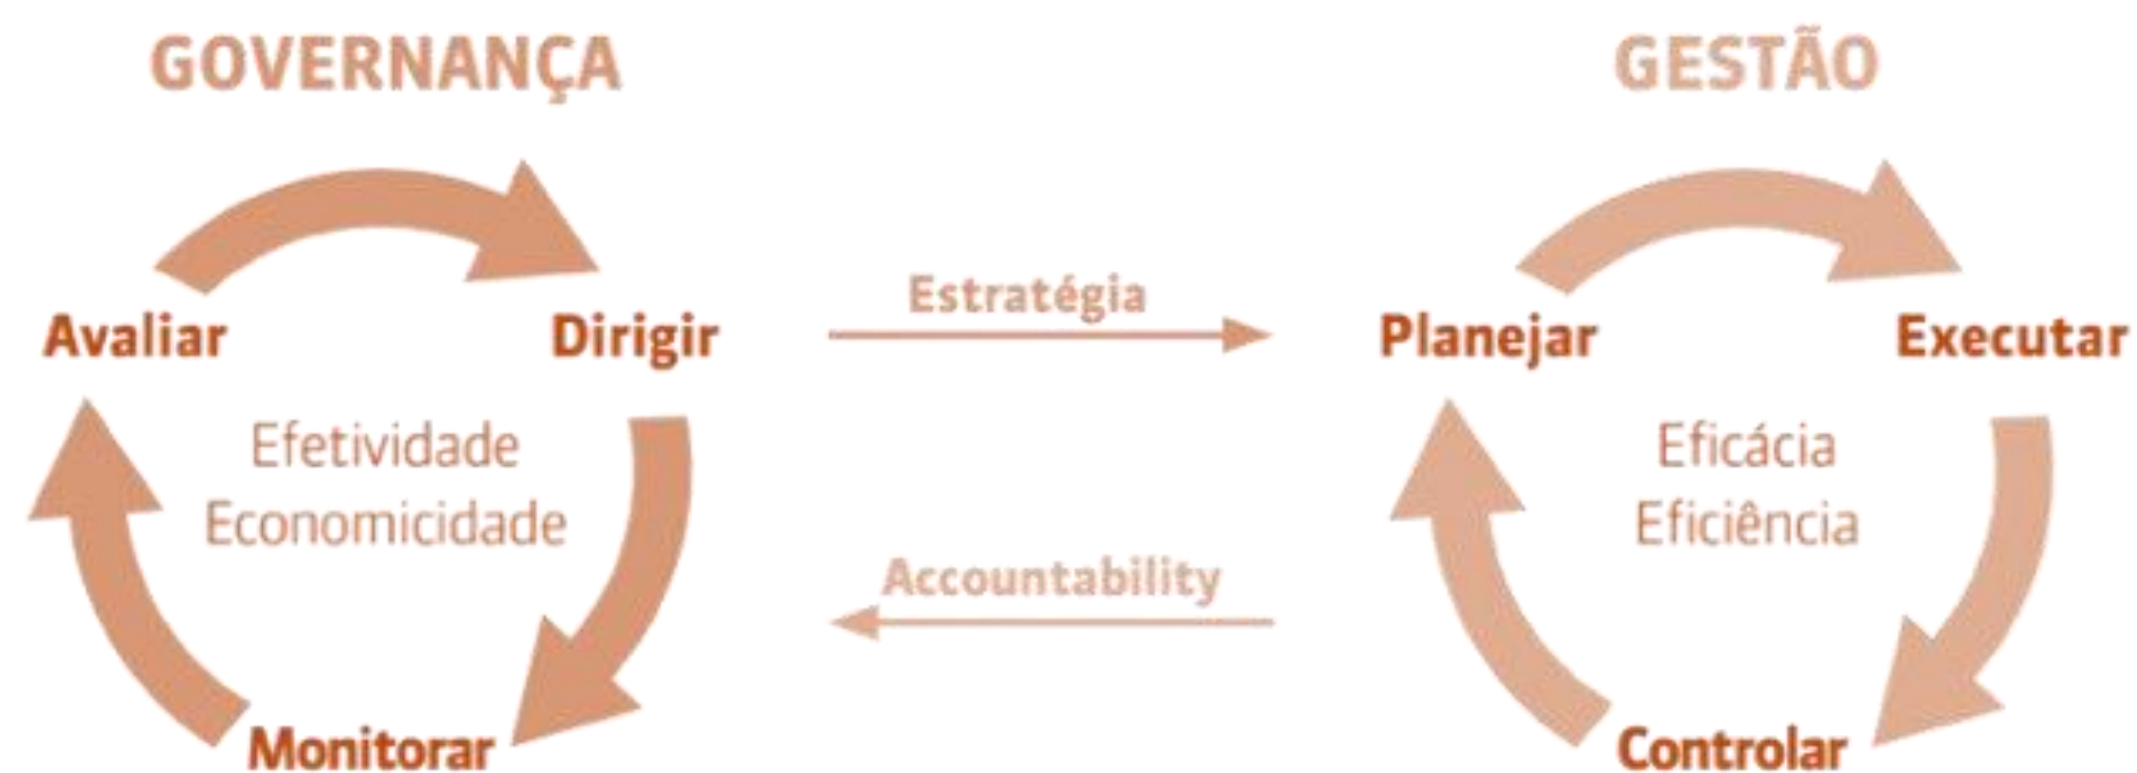 GOVERNANÇA
GESTÃO
Estratégia
Avaliar
Dirigir
Planejar
Executar
Efetividade
Economicidade
Eficácia
Eficiência
Accountability
Monitorar
Controlar